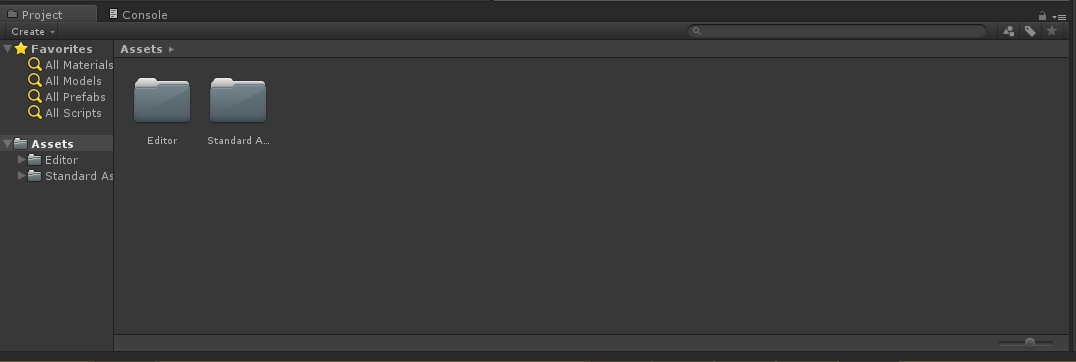 Project
Console
Create
Favorites
All Materials
All Models
All Prefabs
All Scripts
Assets
Editor
Standard As
Assets
Editor
Standard A...